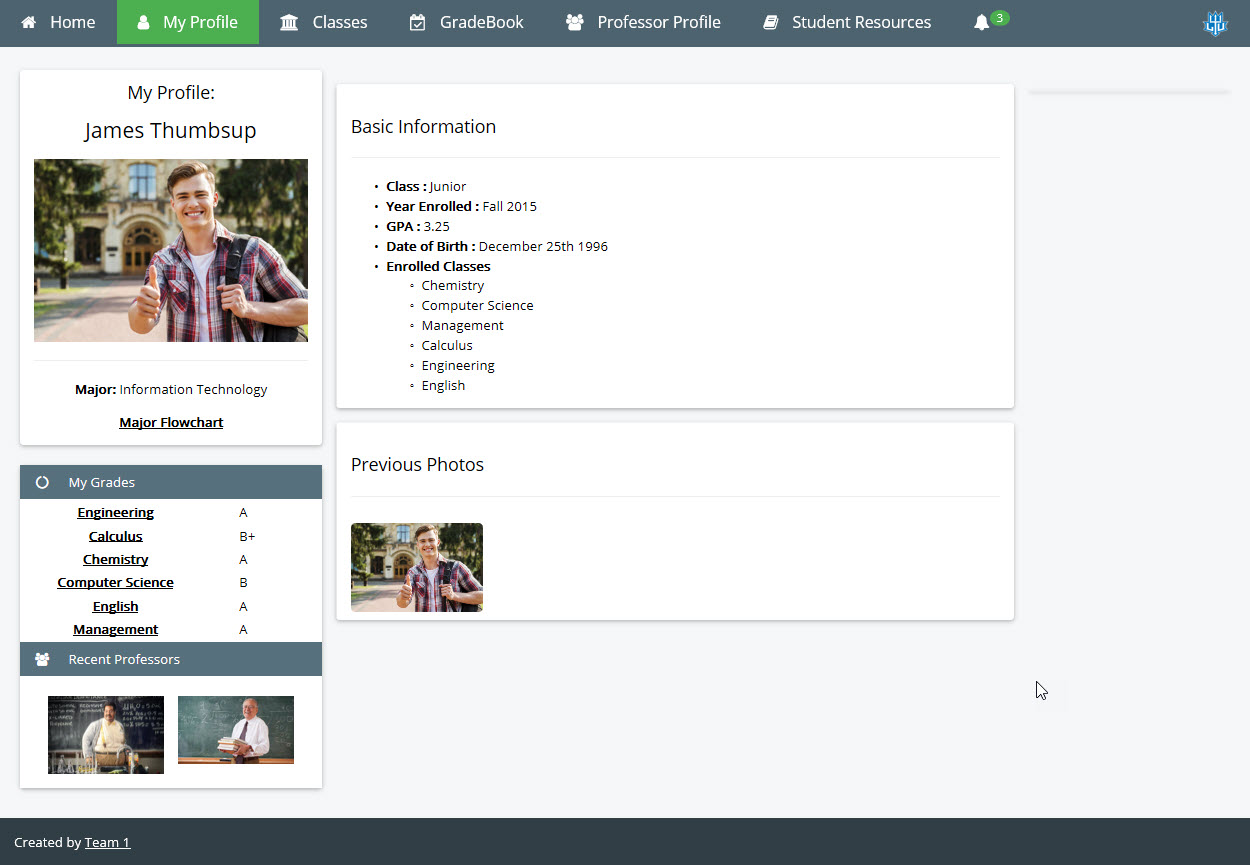 Home My Profile Classes GradeBook Professor Profile Student Resources 3
My Profile:
James Thumbsup
Major: Information Technology
Major Flowchart
My Grades
Engineering A
Calculus B+
Chemistry A
Computer Science B
English A
Management A
Recent Professors
Basic Information
• Class : Junior
• Year Enrolled : Fall 2015
• GPA : 3.25
• Date of Birth : December 25th 1996
• Enrolled Classes
◦ Chemistry
◦ Computer Science
◦ Management
◦ Calculus
◦ Engineering
◦ English
Previous Photos
Created by Team 1